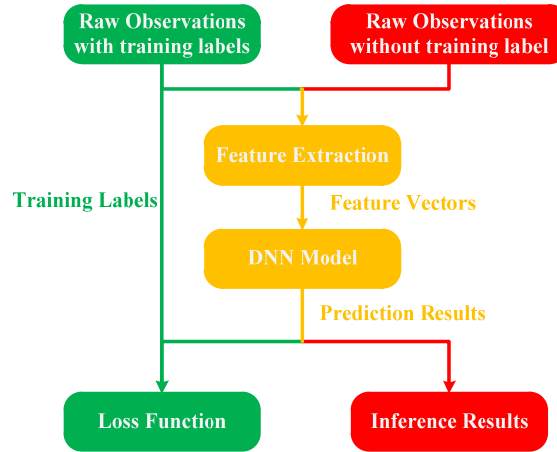 Raw Observations
with training labels
Raw Observations
without training label
Feature Extraction
Training Labels
Feature Vectors
DNN Model
Prediction Results
Loss Function
Inference Results